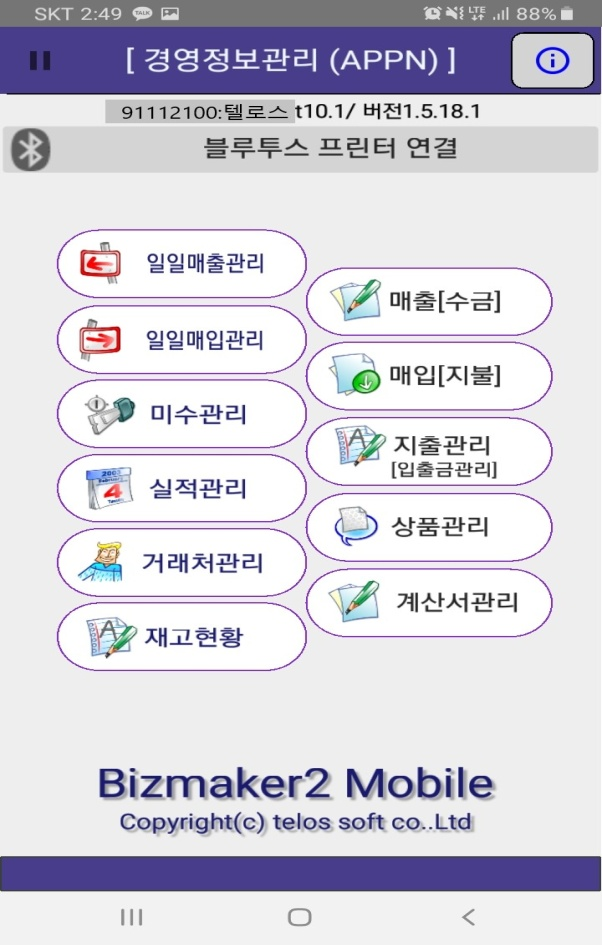 SKT 2:49 TALK LTE 88%
[ 경영정보관리 (APPN) ]
91112100:텔로스 t10.1/ 버전1.5.18.1
블루투스 프린터 연결
일일매출관리
일일매입관리
미수관리
실적관리
거래처관리
재고현황
매출[수금]
매입[지불]
지출관리
[입출금관리]
상품관리
계산서관리
Bizmaker2 Mobile
Copyright(c) telos soft co..Ltd